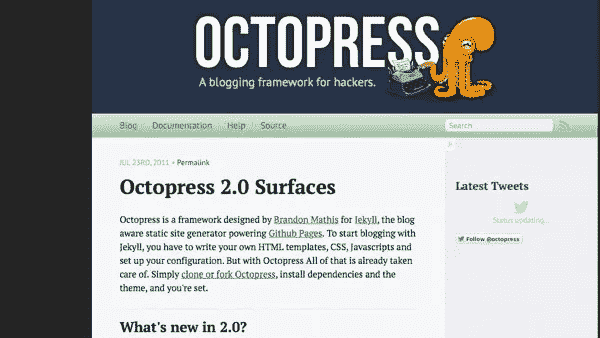 OCTOPRESS
A blogging framework for hackers.
Blog Documentation Help Source
Search
JUL 23RD, 2011 • Permalink
Octopress 2.0 Surfaces
Octopress is a framework designed by Brandon Mathis for Jekyll, the blog
aware static site generator powering Github Pages. To start blogging with
Jekyll, you have to write your own HTML templates, CSS, Javascripts and
set up your configuration. But with Octopress All of that is already taken
care of. Simply clone or fork Octopress, install dependencies and the
theme, and you're set.
What's new in 2.0?
Latest Tweets
Status updating...
Follow @octopress